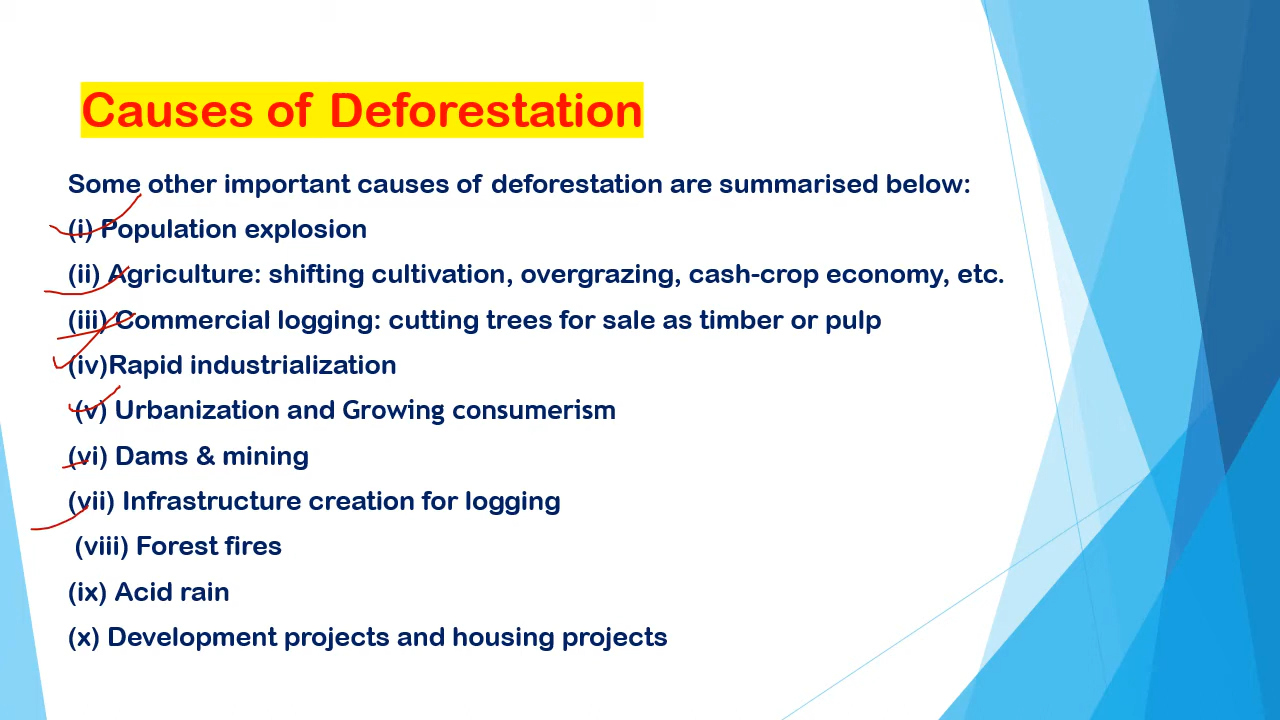 Causes of Deforestation
Some other important causes of deforestation are summarised below:
(i) Population explosion
(ii) Agriculture: shifting cultivation, overgrazing, cash-crop economy, etc.
(iii) Commercial logging: cutting trees for sale as timber or pulp
(iv)Rapid industrialization
(v) Urbanization and Growing consumerism
(vi) Dams & mining
(vii) Infrastructure creation for logging
(viii) Forest fires
(ix) Acid rain
(x) Development projects and housing projects